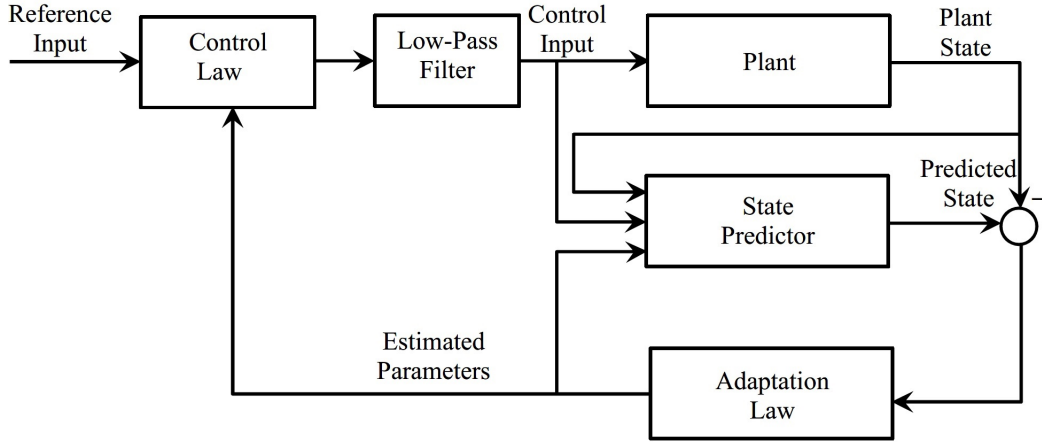 Reference
Input
Control
Law
Low-Pass
Filter
Control
Input
Plant
Plant
State
Predicted
State
–
State
Predictor
Estimated
Parameters
Adaptation
Law